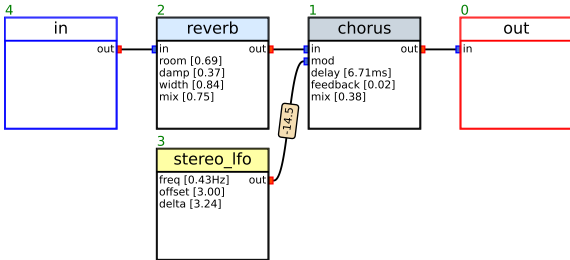 4
in
out
2
reverb
in
out
room [0.69]
damp [0.37]
width [0.84]
mix [0.75]
1
chorus
in
out
mod
delay [6.71ms]
feedback [0.02]
mix [0.38]
0
out
in
-14.5
3
stereo_lfo
freq [0.43Hz]
out
offset [3.00]
delta [3.24]